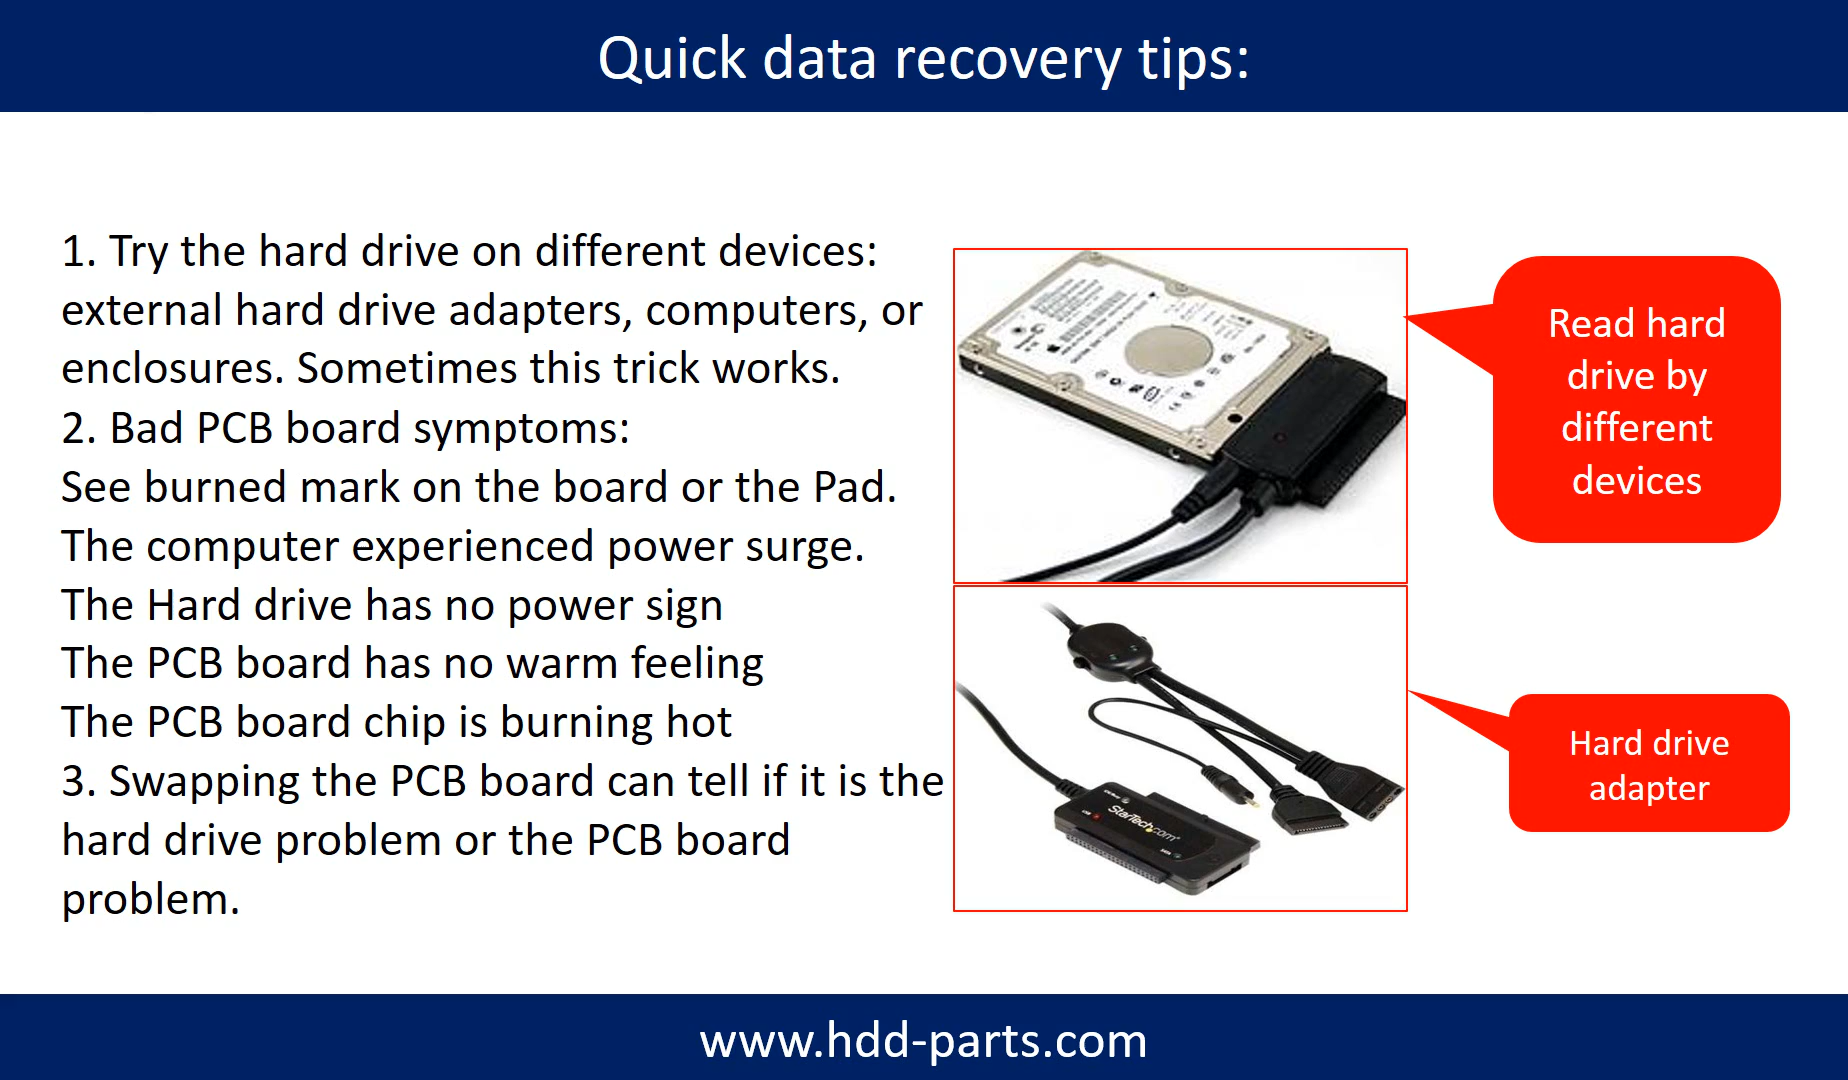 Quick data recovery tips:
1. Try the hard drive on different devices:
external hard drive adapters, computers, or
enclosures. Sometimes this trick works.
2. Bad PCB board symptoms:
See burned mark on the board or the Pad.
The computer experienced power surge.
The Hard drive has no power sign
The PCB board has no warm feeling
The PCB board chip is burning hot
3. Swapping the PCB board can tell if it is the
hard drive problem or the PCB board
problem.
Read hard
drive by
different
devices
StarTech.com
Hard drive
adapter
www.hdd-parts.com